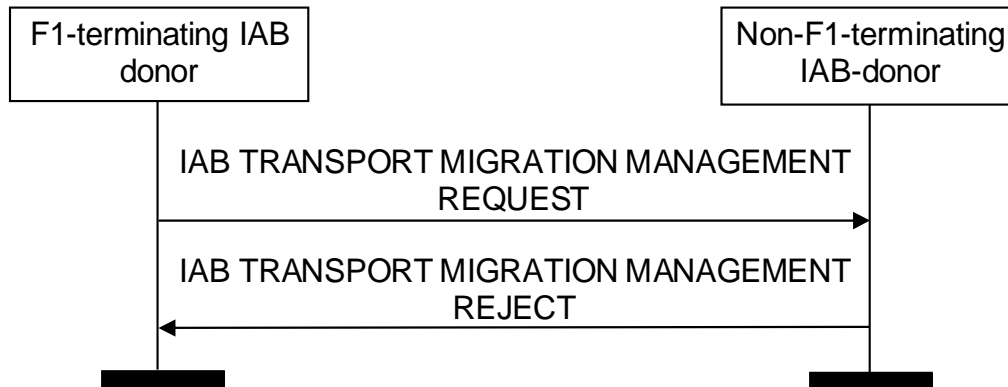 F1-terminating IAB
donor
Non-F1-terminating
IAB-donor
IAB TRANSPORT MIGRATION MANAGEMENT
REQUEST
IAB TRANSPORT MIGRATION MANAGEMENT
REJECT